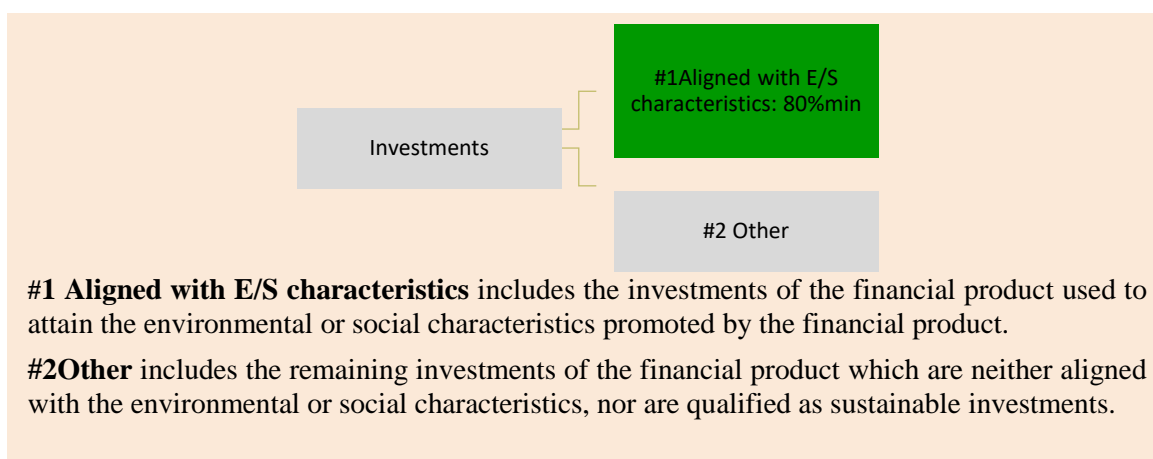 #1Aligned with E/S
characteristics: 80%min
Investments
#2 Other
#1 Aligned with E/S characteristics includes the investments of the financial product used to
attain the environmental or social characteristics promoted by the financial product.
#2Other includes the remaining investments of the financial product which are neither aligned
with the environmental or social characteristics, nor are qualified as sustainable investments.